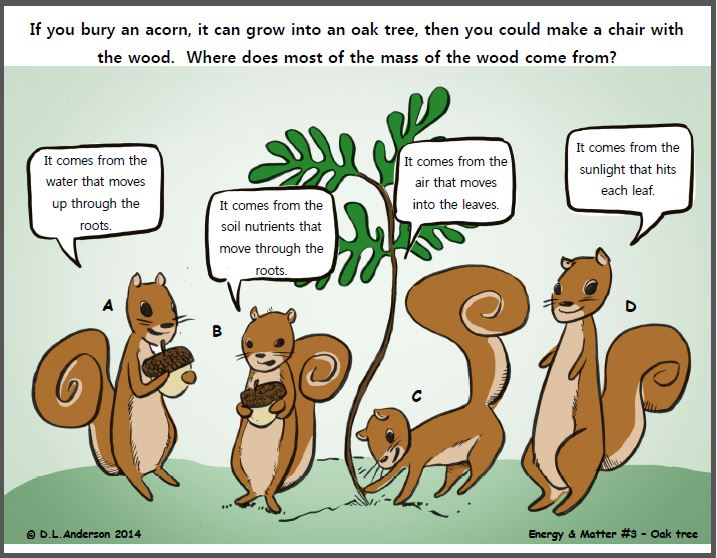 If you bury an acorn, it can grow into an oak tree, then you could make a chair with
the wood.  Where does most of the mass of the wood come from?
It comes from the
water that moves
up through the
roots.
It comes from the
soil nutrients that
move through the
roots.
It comes from the
air that moves
into the leaves.
It comes from the
sunlight that hits
each leaf.
A
B
C
D
© D.L.Anderson 2014
Energy & Matter #3 – Oak tree